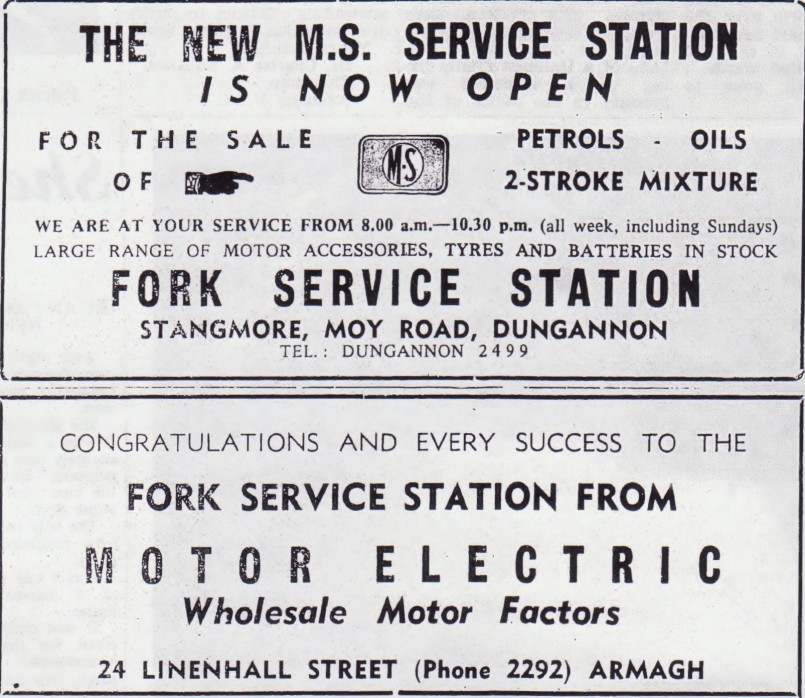 THE NEW M.S. SERVICE STATION
IS NOW OPEN
FOR THE SALE
OF
M·S
PETROLS - OILS
2-STROKE MIXTURE
WE ARE AT YOUR SERVICE FROM 8.00 a.m.—10.30 p.m. (all week, including Sundays)
LARGE RANGE OF MOTOR ACCESSORIES, TYRES AND BATTERIES IN STOCK
FORK SERVICE STATION
STANGMORE, MOY ROAD, DUNGANNON
TEL.: DUNGANNON 2499
CONGRATULATIONS AND EVERY SUCCESS TO THE
FORK SERVICE STATION FROM
MOTOR ELECTRIC
Wholesale Motor Factors
24 LINENHALL STREET (Phone 2292) ARMAGH